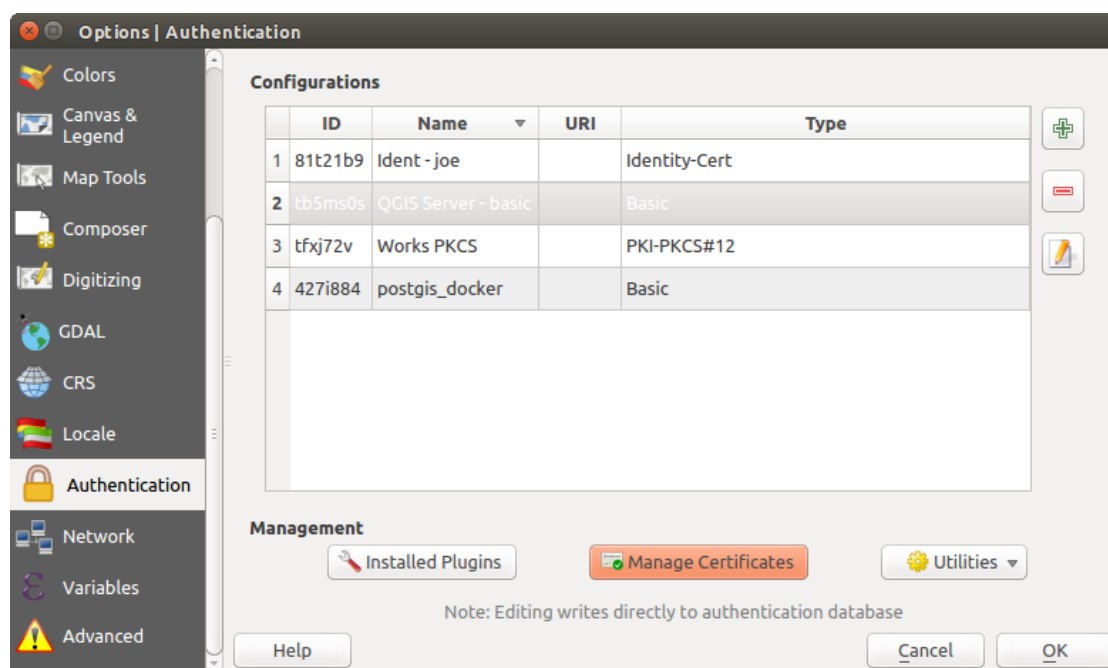 Options | Authentication
Colors
Canvas &
Legend
Map Tools
Composer
Digitizing
GDAL
CRS
Locale
Authentication
Network
Variables
Advanced
Configurations
ID Name URI Type
1 81t21b9 Ident - joe Identity-Cert
2 tb5ms0s QGIS Server - basic Basic
3 tfxj72v Works PKCS PKI-PKCS#12
4 427i884 postgis_docker Basic
Management
Installed Plugins Manage Certificates Utilities
Note: Editing writes directly to authentication database
Help Cancel OK